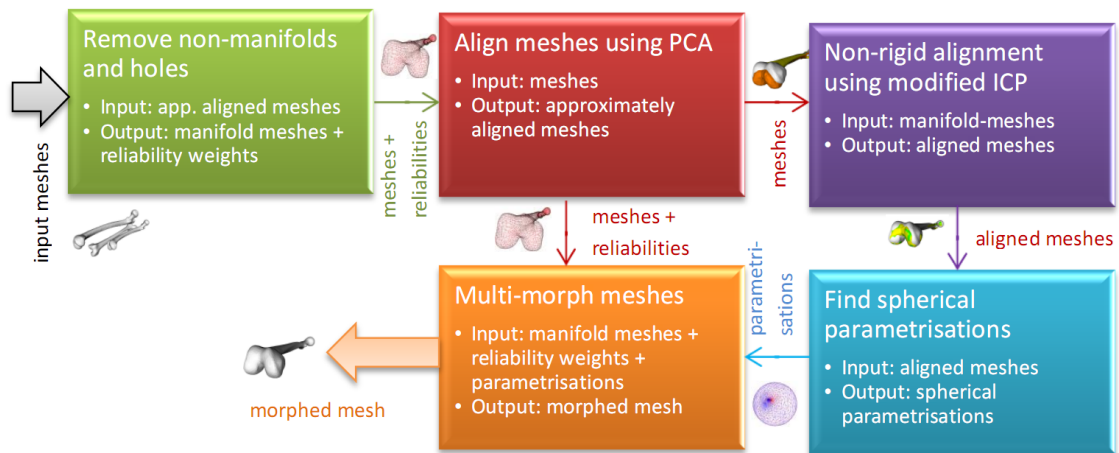 input meshes
Remove non-manifolds
and holes
• Input: app. aligned meshes
• Output: manifold meshes +
reliability weights
meshes +
reliabilities
Align meshes using PCA
• Input: meshes
• Output: approximately
aligned meshes
meshes
Non-rigid alignment
using modified ICP
• Input: manifold-meshes
• Output: aligned meshes
meshes +
reliabilities
aligned meshes
Find spherical
parametrisations
• Input: aligned meshes
• Output: spherical
parametrisations
parametri-
sations
Multi-morph meshes
• Input: manifold meshes +
reliability weights +
parametrisations
• Output: morphed mesh
morphed mesh